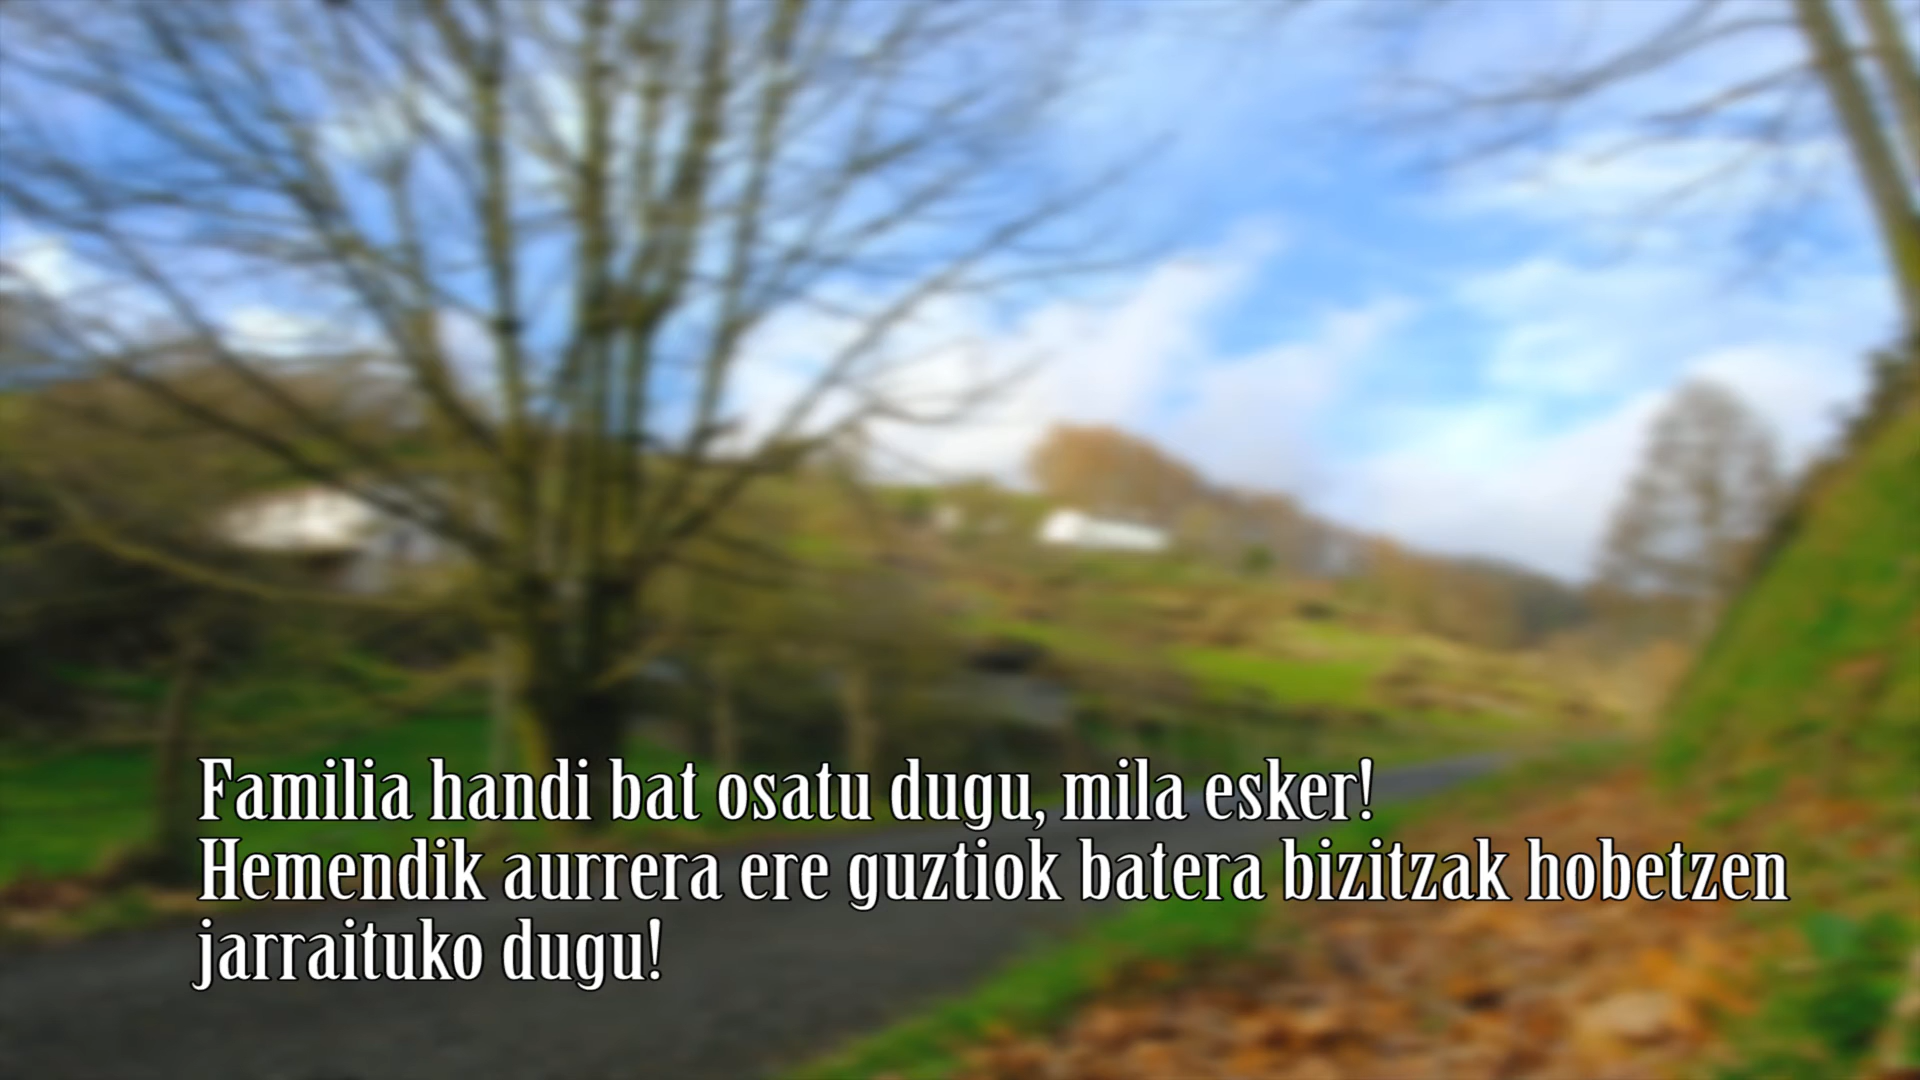 Familia handi bat osatu dugu, mila esker!
Hemendik aurrera ere guztiok batera bizitzak hobetzen
jarraituko dugu!